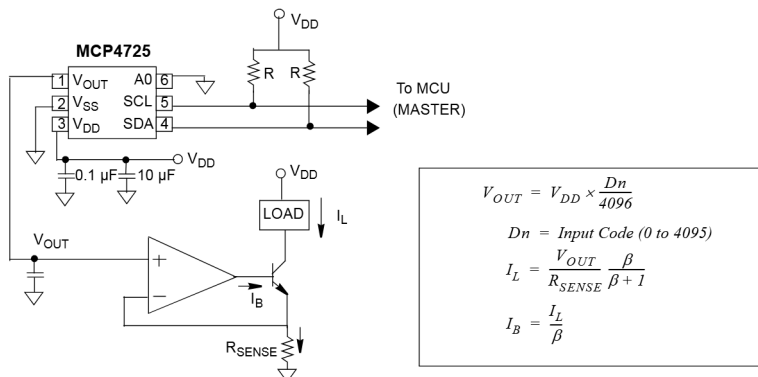 V_DD
MCP4725
1 V_OUT A0 6
2 V_SS SCL 5
3 V_DD SDA 4
R R
To MCU
(MASTER)
0.1 µF 10 µF V_DD
V_DD
LOAD I_L
V_OUT
+
−
I_B
R_SENSE
V_OUT = V_DD × Dn/4096
Dn = Input Code (0 to 4095)
I_L = V_OUT/R_SENSE β/β + 1
I_B = I_L/β